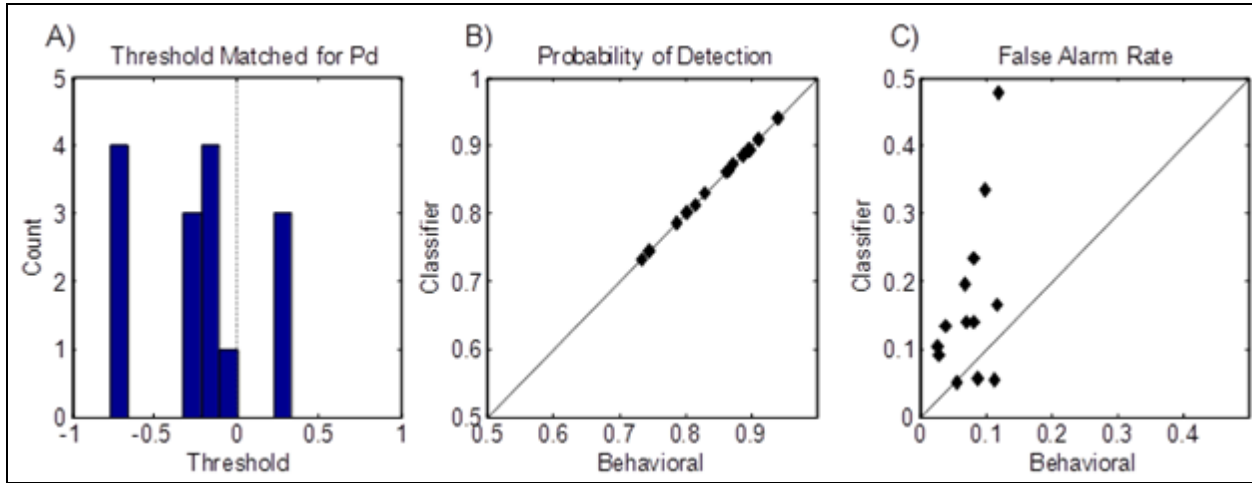 A)
Threshold Matched for Pd
5
4
3
2
1
0
-1
-0.5
0
0.5
1
Count
Threshold
B)
Probability of Detection
1
0.9
0.8
0.7
0.6
0.5
0.5
0.6
0.7
0.8
0.9
Classifier
Behavioral
C)
False Alarm Rate
0.5
0.4
0.3
0.2
0.1
0
0
0.1
0.2
0.3
0.4
Classifier
Behavioral